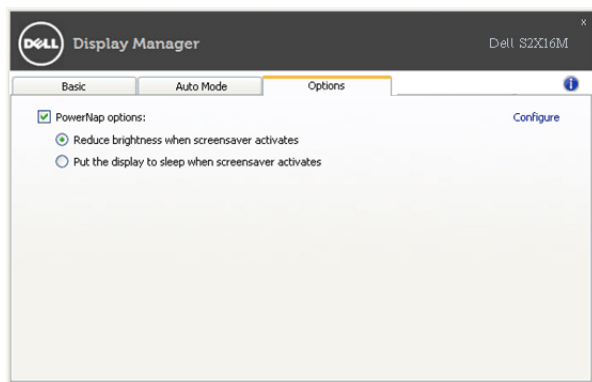 DELL Display Manager
x
Dell S2X16M
Basic Auto Mode Options
PowerNap options: Configure
Reduce brightness when screensaver activates
Put the display to sleep when screensaver activates